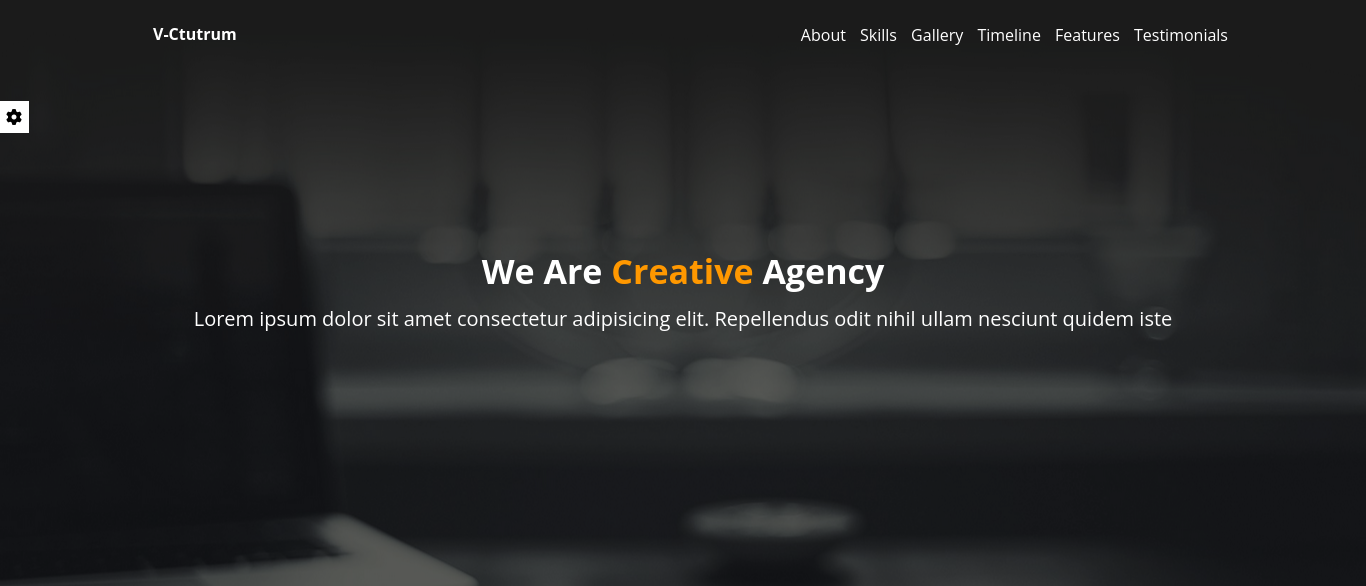 V-Ctutrum
About Skills Gallery Timeline Features Testimonials
We Are Creative Agency
Lorem ipsum dolor sit amet consectetur adipisicing elit. Repellendus odit nihil ullam nesciunt quidem iste